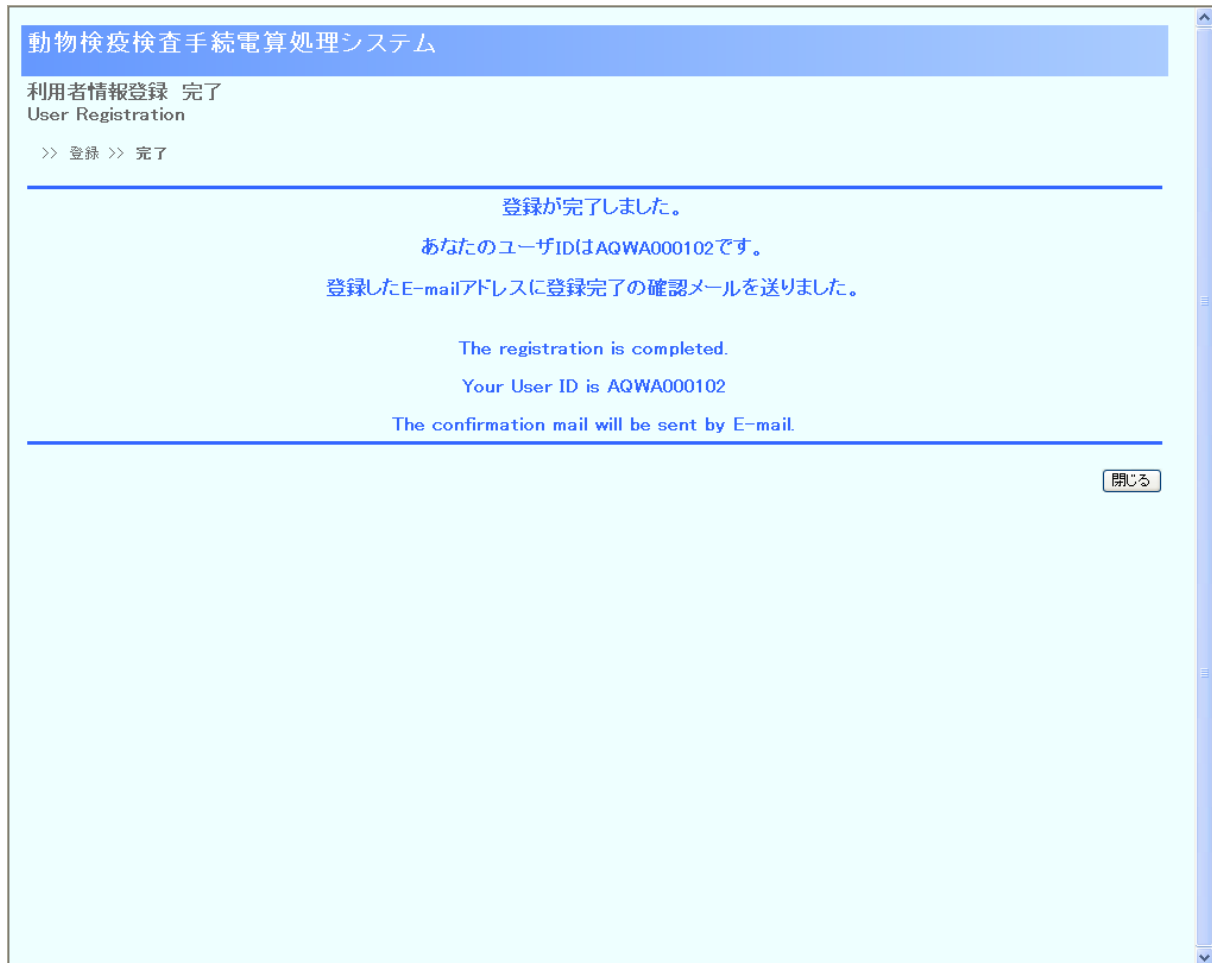 動物検疫検査手続電算処理システム
利用者情報登録 完了
User Registration
>> 登録 >> 完了
登録が完了しました。
あなたのユーザIDはAQWA000102です。
登録したE-mailアドレスに登録完了の確認メールを送りました。
The registration is completed.
Your User ID is AQWA000102
The confirmation mail will be sent by E-mail.
閉じる